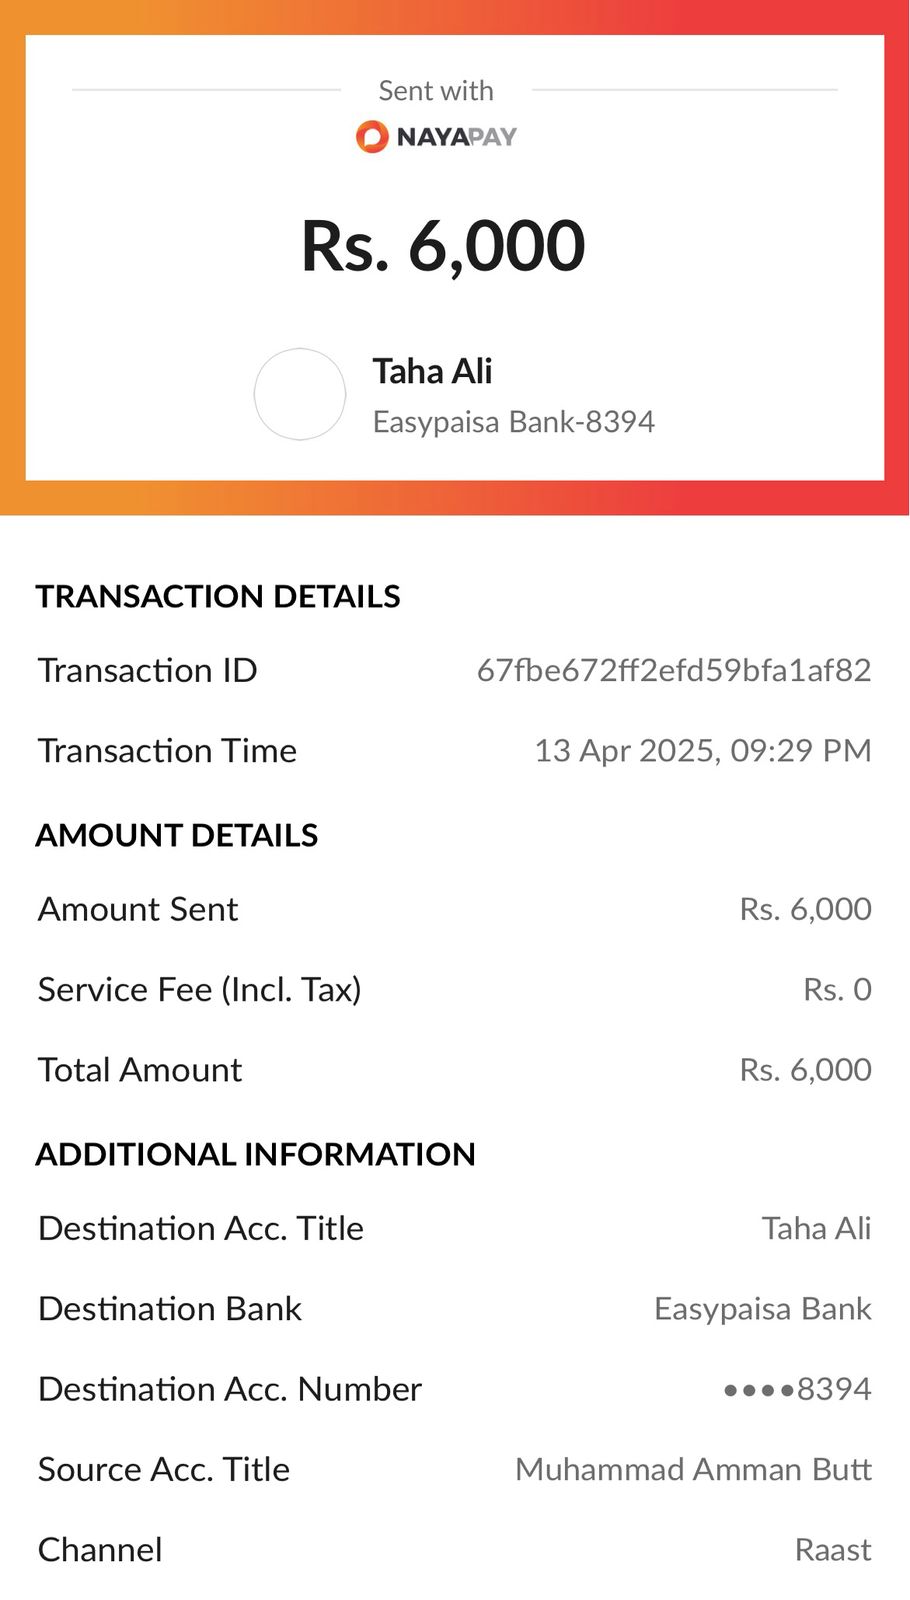 Sent with
NAYAPAY
Rs. 6,000
Taha Ali
Easypaisa Bank-8394
TRANSACTION DETAILS
Transaction ID 67fbe672ff2efd59bfa1af82
Transaction Time 13 Apr 2025, 09:29 PM
AMOUNT DETAILS
Amount Sent Rs. 6,000
Service Fee (Incl. Tax) Rs. 0
Total Amount Rs. 6,000
ADDITIONAL INFORMATION
Destination Acc. Title Taha Ali
Destination Bank Easypaisa Bank
Destination Acc. Number ••••8394
Source Acc. Title Muhammad Amman Butt
Channel Raast